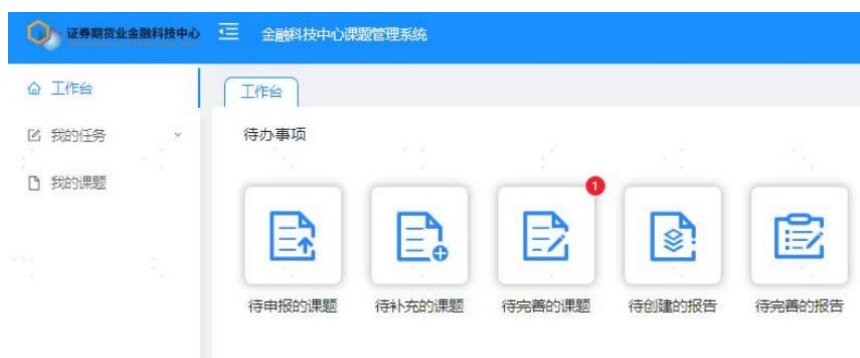 证券期货业金融科技中心 金融科技中心课题管理系统
工作台 工作台
我的任务 待办事项
我的课题
1
待申报的课题 待补充的课题 待完善的课题 待创建的报告 待完善的报告